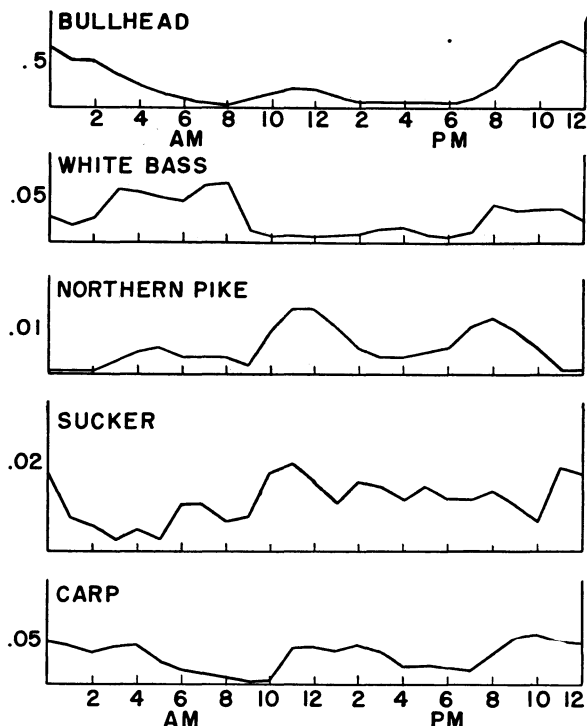 BULLHEAD
.5
2 4 6 8 10 12 2 4 6 8 10 12
AM PM
WHITE BASS
.05
NORTHERN PIKE
.01
SUCKER
.02
CARP
.05
2 4 6 8 10 12 2 4 6 8 10 12
AM PM